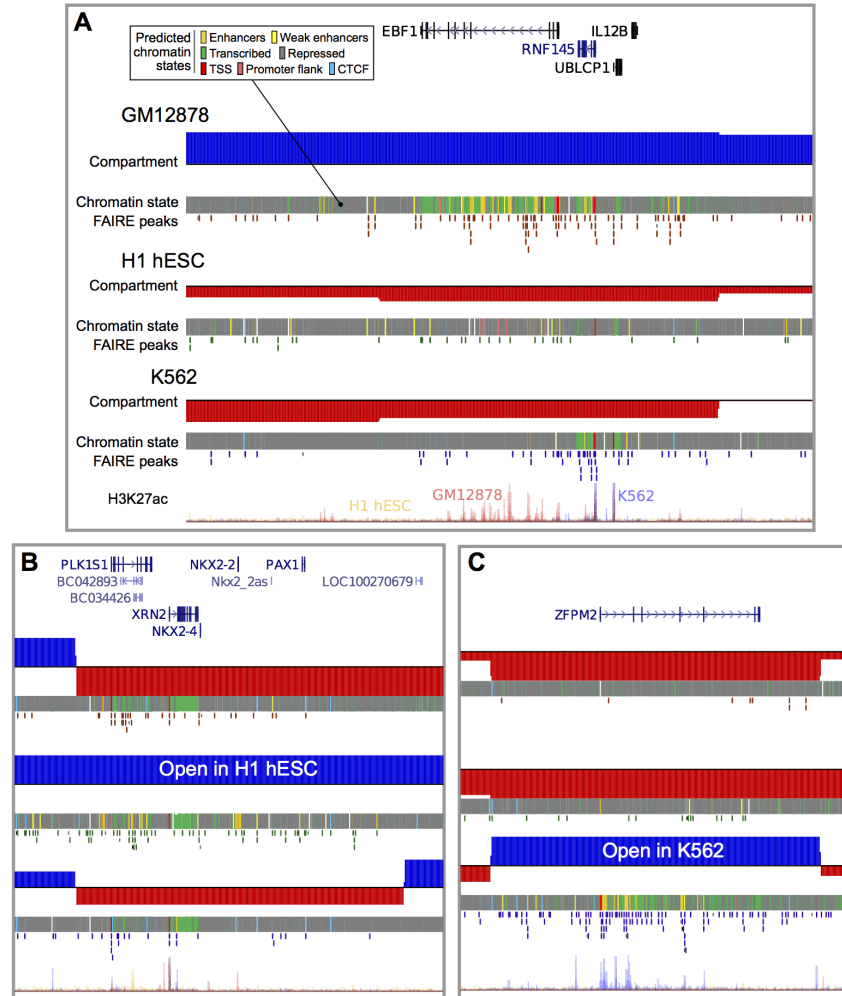 A
Predicted chromatin states
Enhancers Weak enhancers
Transcribed Repressed
TSS Promoter flank CTCF
EBF1
IL12B
RNF145
UBLCP1
GM12878
Compartment
Chromatin state
FAIRE peaks
H1 hESC
Compartment
Chromatin state
FAIRE peaks
K562
Compartment
Chromatin state
FAIRE peaks
H3K27ac
H1 hESC
GM12878
K562
B
PLK1S1
NKX2-2
PAX1
BC042893
Nkx2_2as
LOC100270679
BC034426
XRN2
NKX2-4
Open in H1 hESC
C
ZFPM2
Open in K562